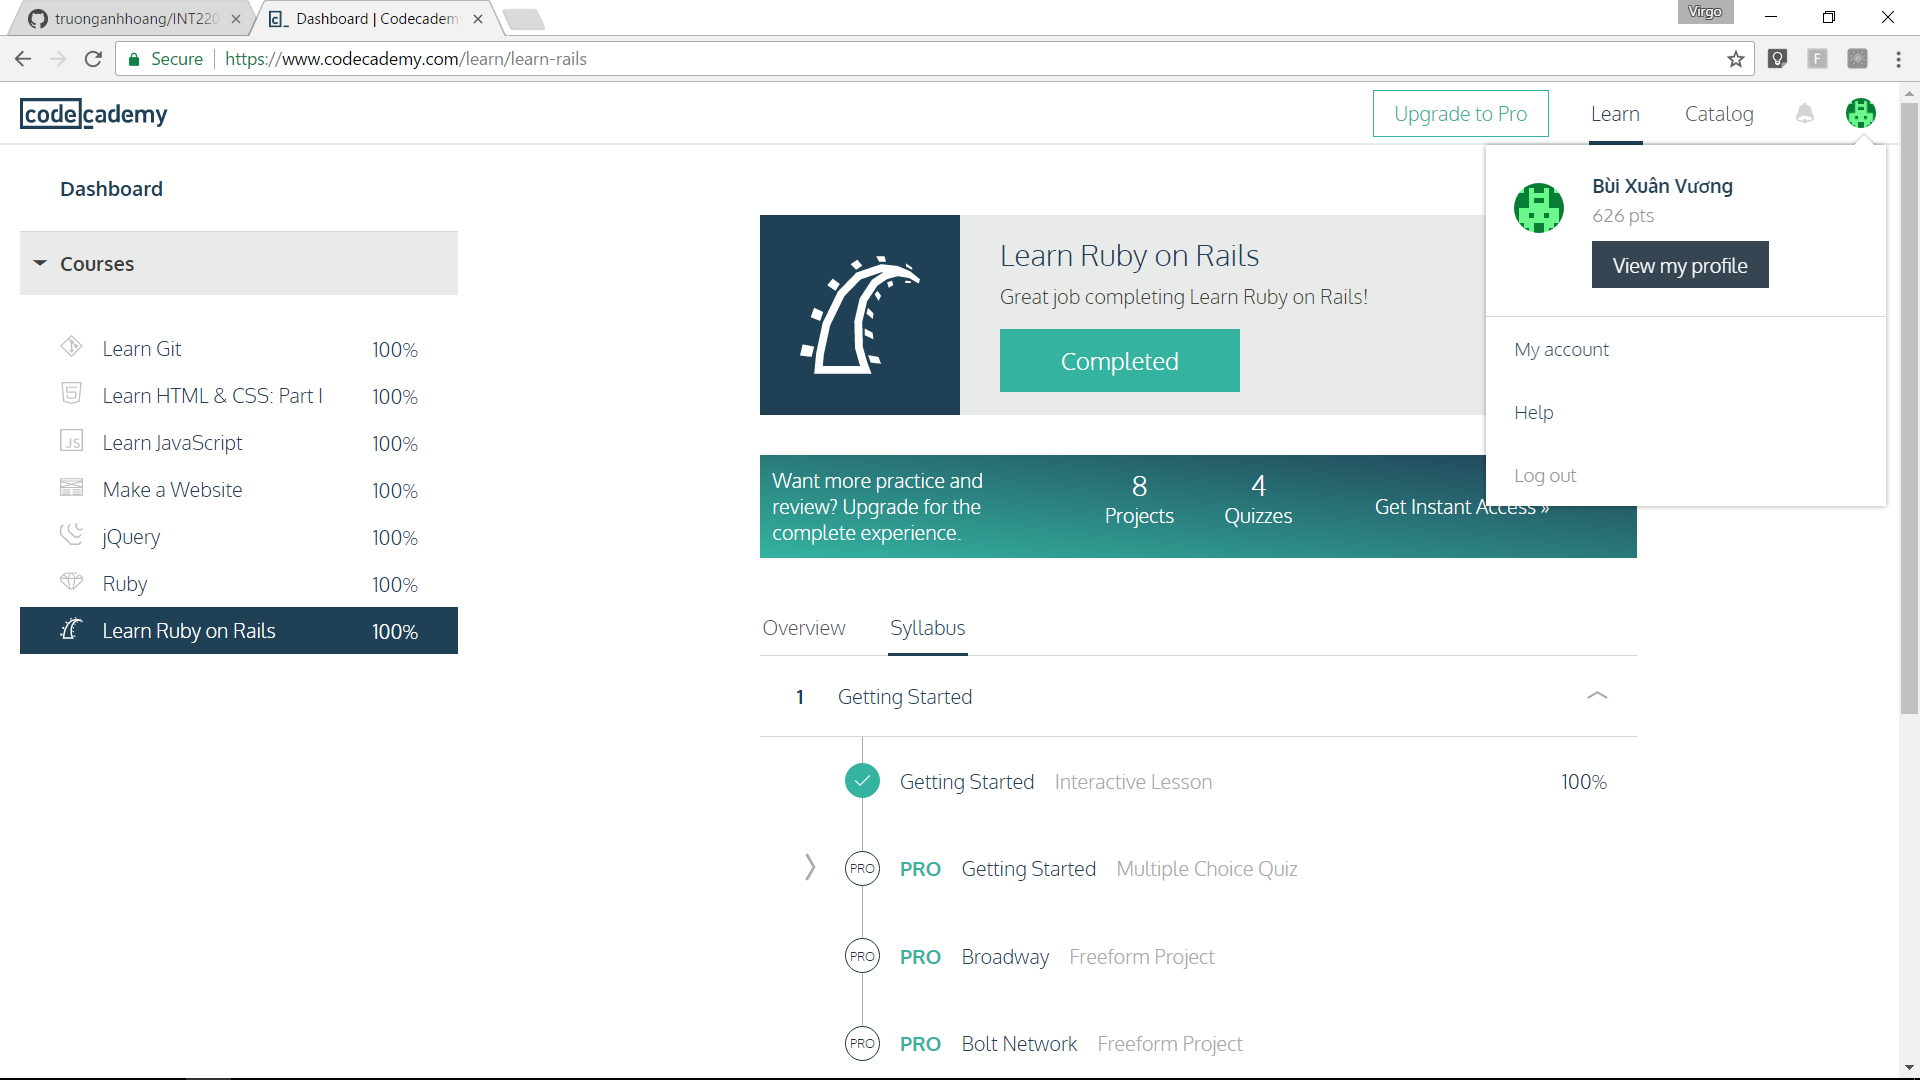 truonganhhoang/INT220
Dashboard | Codecadem
Virgo
Secure
https://www.codecademy.com/learn/learn-rails
F
codecademy
Upgrade to Pro
Learn
Catalog
Bùi Xuân Vương
626 pts
View my profile
My account
Help
Log out
Dashboard
Courses
Learn Git 100%
Learn HTML & CSS: Part I 100%
JS Learn JavaScript 100%
Make a Website 100%
jQuery 100%
Ruby 100%
Learn Ruby on Rails 100%
Learn Ruby on Rails
Great job completing Learn Ruby on Rails!
Completed
Want more practice and
review? Upgrade for the
complete experience.
8
Projects
4
Quizzes
Get Instant Access »
Overview
Syllabus
1 Getting Started
Getting Started Interactive Lesson 100%
PRO PRO Getting Started Multiple Choice Quiz
PRO PRO Broadway Freeform Project
PRO PRO Bolt Network Freeform Project